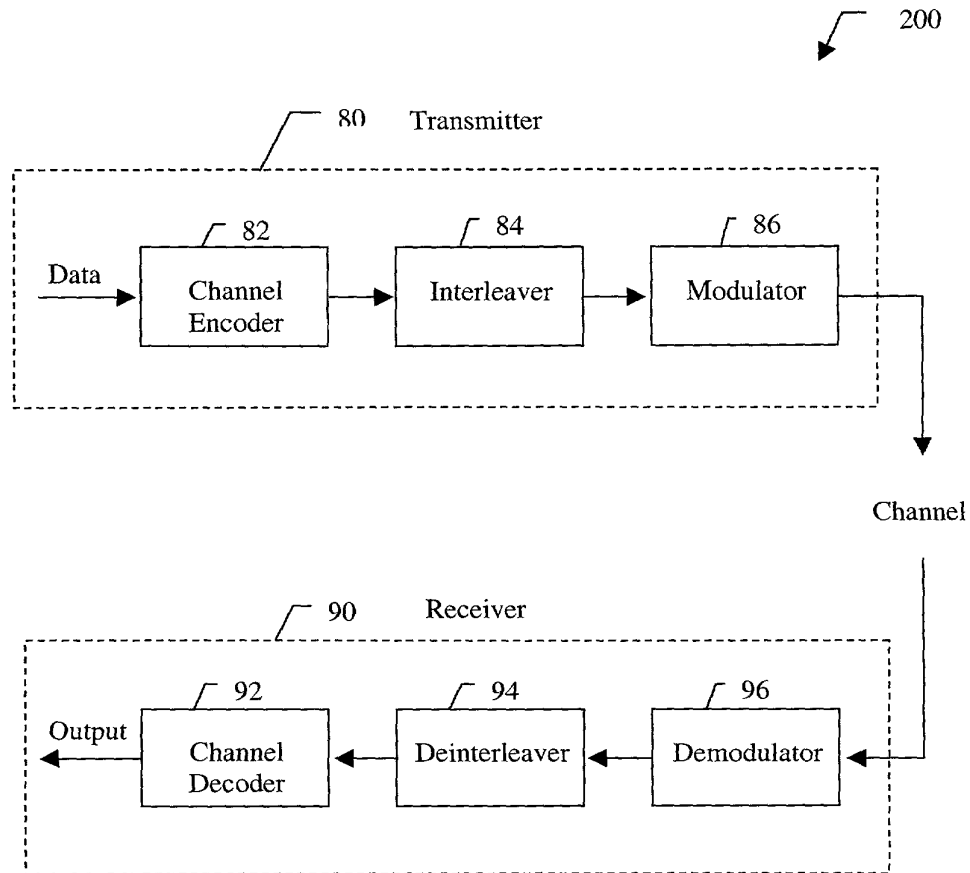 200
80 Transmitter
82
84
86
Data
Channel
Encoder
Interleaver
Modulator
Channel
90 Receiver
92
94
96
Output
Channel
Decoder
Deinterleaver
Demodulator